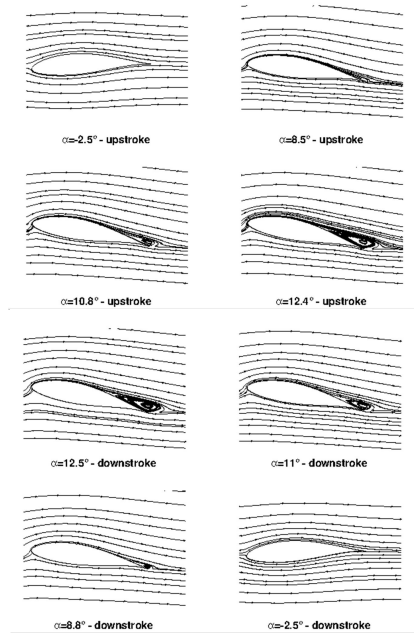 α=-2.5° - upstroke
α=8.5° - upstroke
α=10.8° - upstroke
α=12.4° - upstroke
α=12.5° - downstroke
α=11° - downstroke
α=8.8° - downstroke
α=-2.5° - downstroke